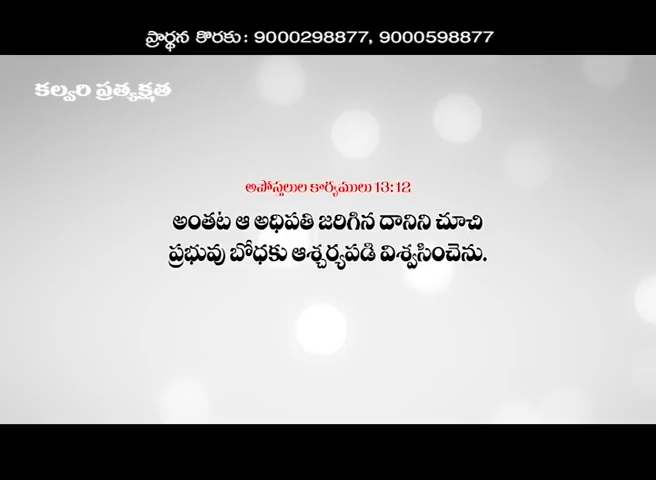 ప్రార్థన కొరకు: 9000298877, 9000598877
కల్వరి ప్రత్యక్షత
అపోస్తలుల కార్యములు 13:12
అంతట ఆ అధిపతి జరిగిన దానిని చూచి
ప్రభువు బోధకు ఆశ్చర్యపడి విశ్వసించెను.